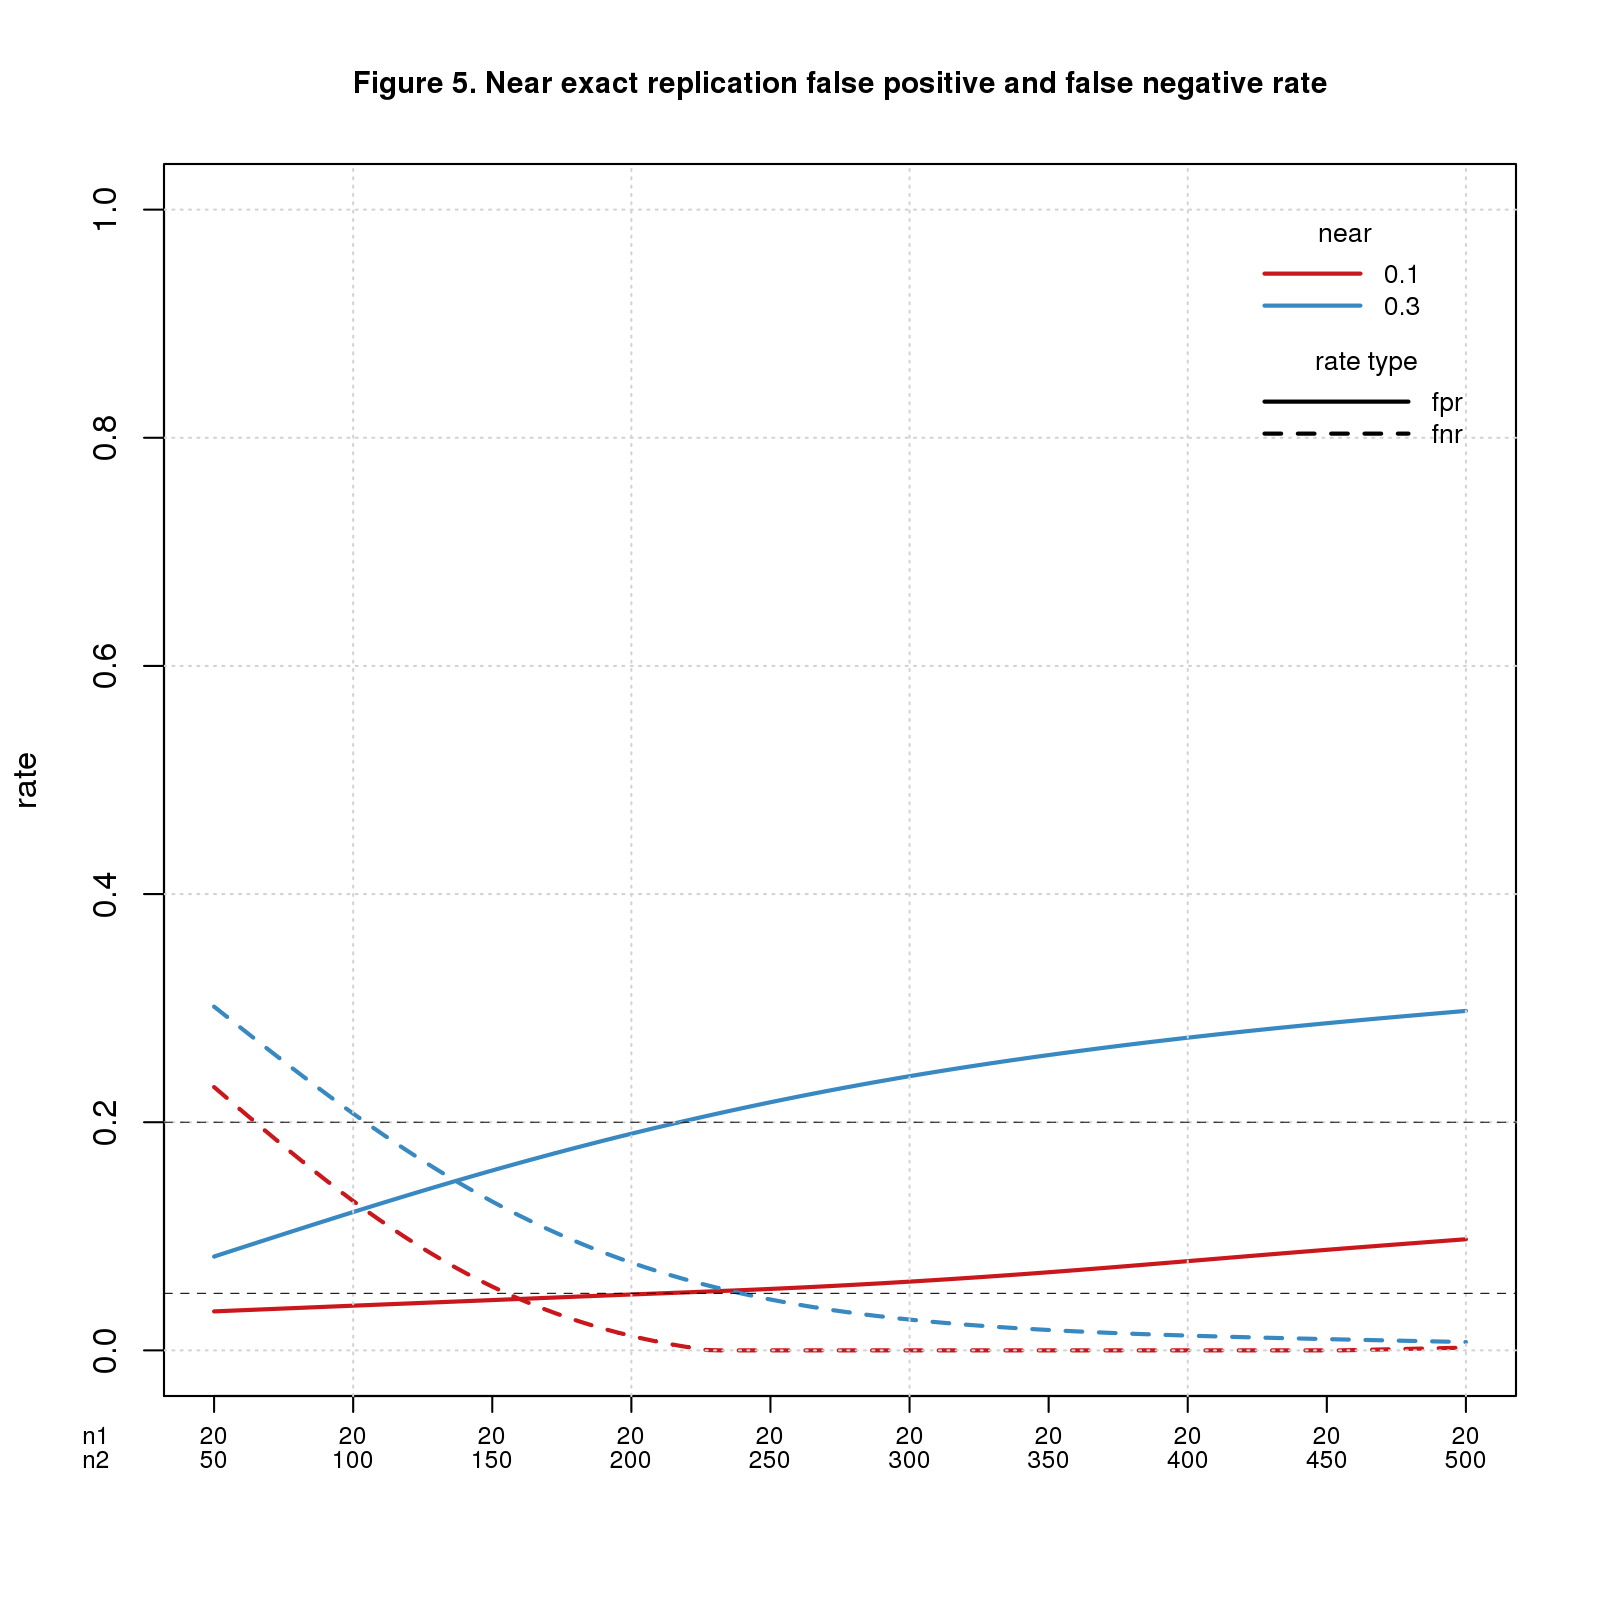 Figure 5. Near exact replication false positive and false negative rate
near
0.1
0.3
rate type
fpr
fnr
1.0
0.8
0.6
0.4
0.2
0.0
rate
n1 20 20 20 20 20 20 20 20 20 20
n2 50 100 150 200 250 300 350 400 450 500